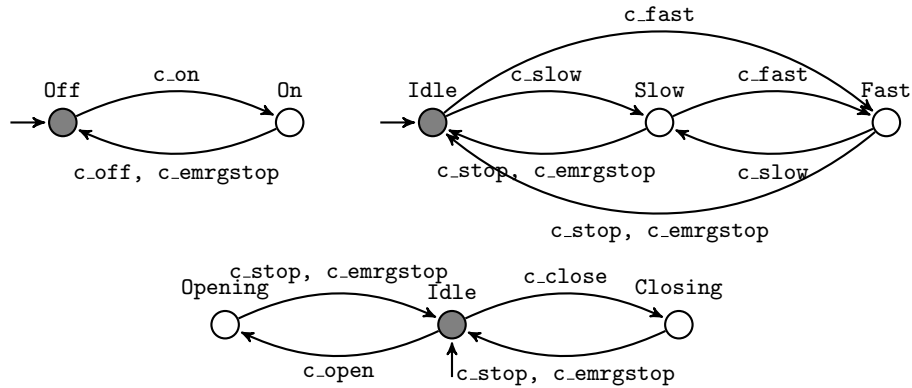 c_fast
Off c_on On
Idle c_slow Slow c_fast Fast
c_off, c_emrgstop
c_stop, c_emrgstop c_slow
c_stop, c_emrgstop
c_stop, c_emrgstop c_close
Opening Idle Closing
c_open c_stop, c_emrgstop